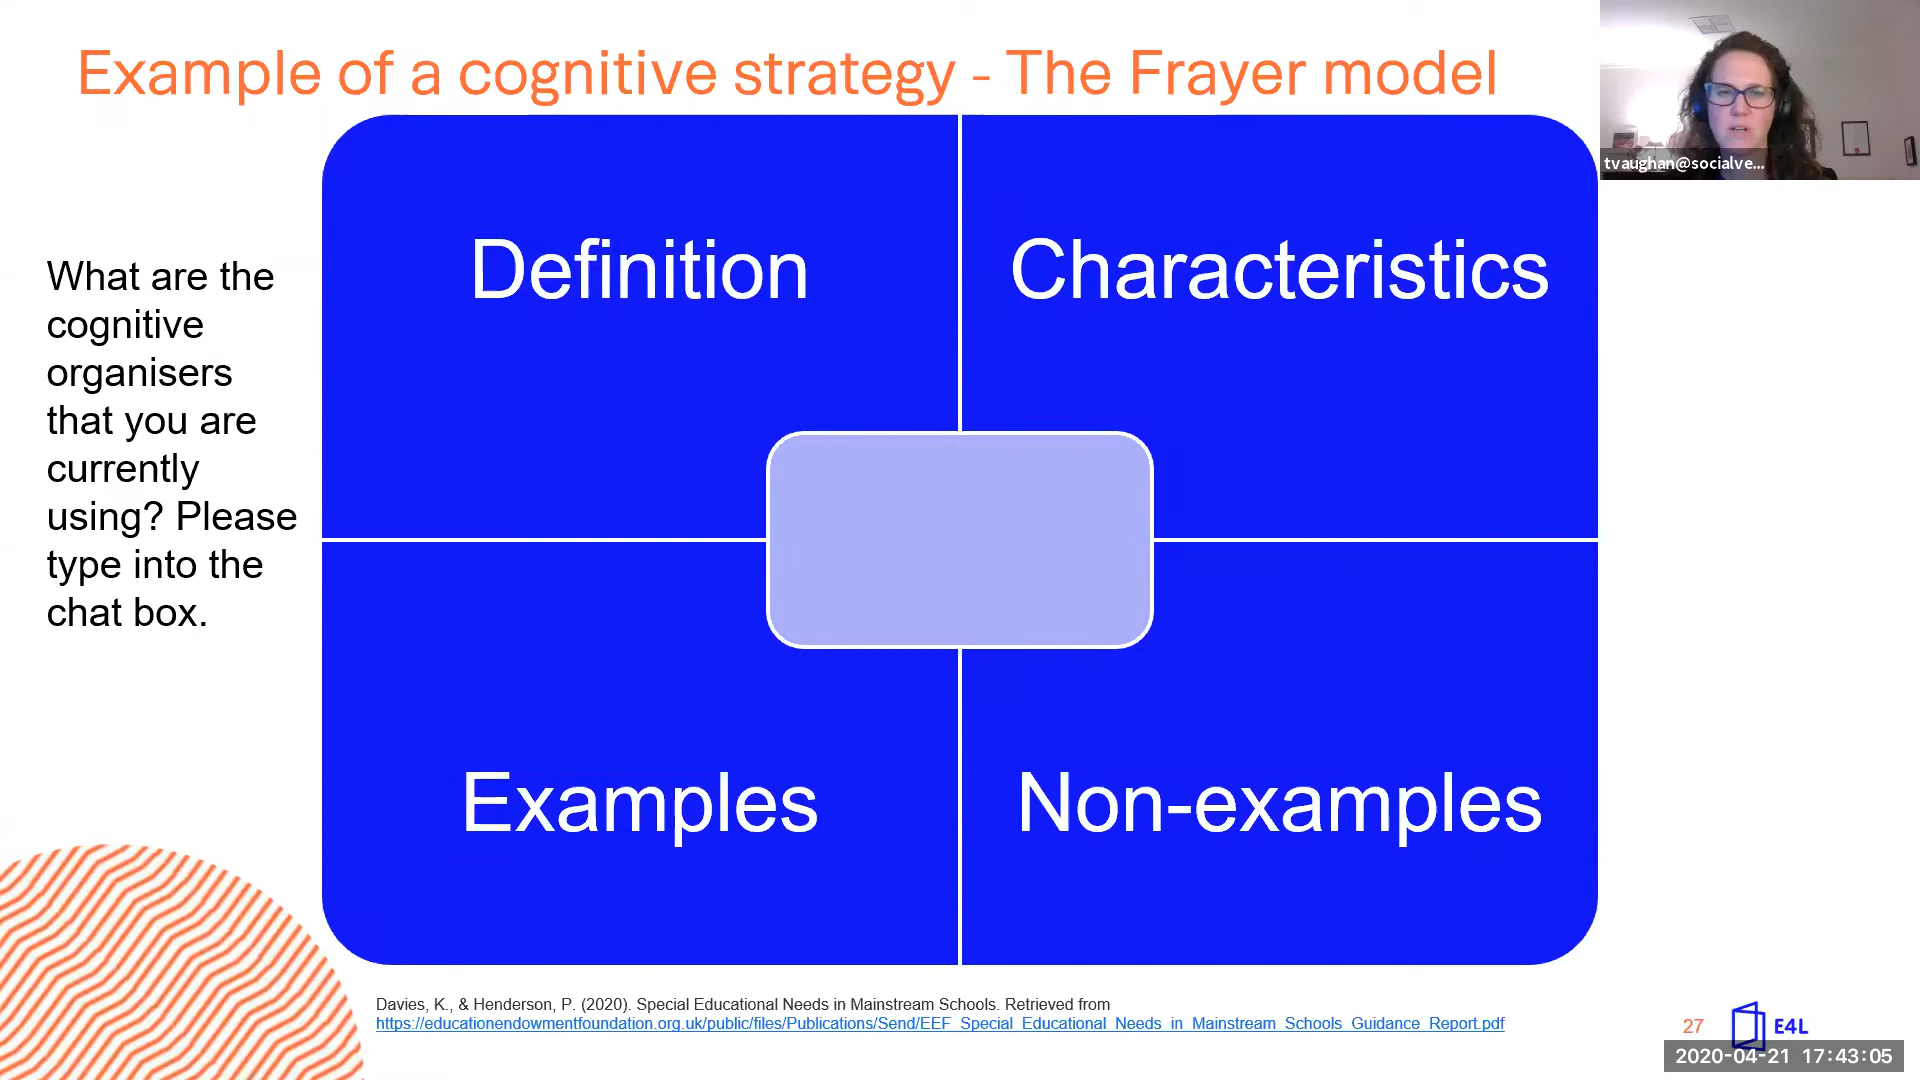 Example of a cognitive strategy - The Frayer model
tvaughan@socialve...
What are the
cognitive
organisers
that you are
currently
using? Please
type into the
chat box.
Definition
Characteristics
Examples
Non-examples
Davies, K., & Henderson, P. (2020). Special Educational Needs in Mainstream Schools. Retrieved from
https://educationendowmentfoundation.org.uk/public/files/Publications/Send/EEF_Special_Educational_Needs_in_Mainstream_Schools_Guidance_Report.pdf
27
E4L
2020-04-21 17:43:05